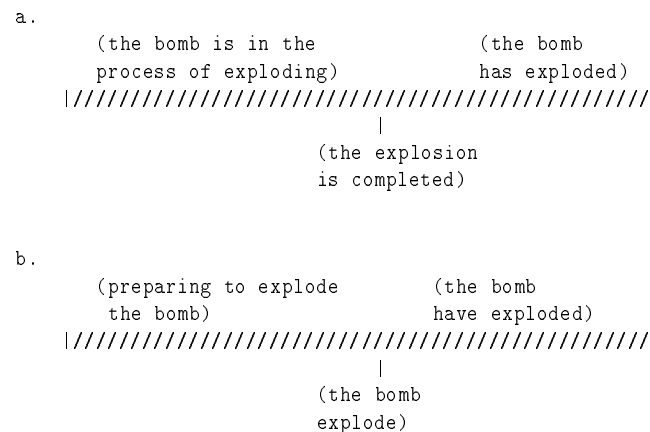 a.
(the bomb is in the (the bomb
process of exploding) has exploded)
|//////////////////////////////////////////////////
|
(the explosion
is completed)
b.
(preparing to explode (the bomb
the bomb) have exploded)
|//////////////////////////////////////////////////
|
(the bomb
explode)